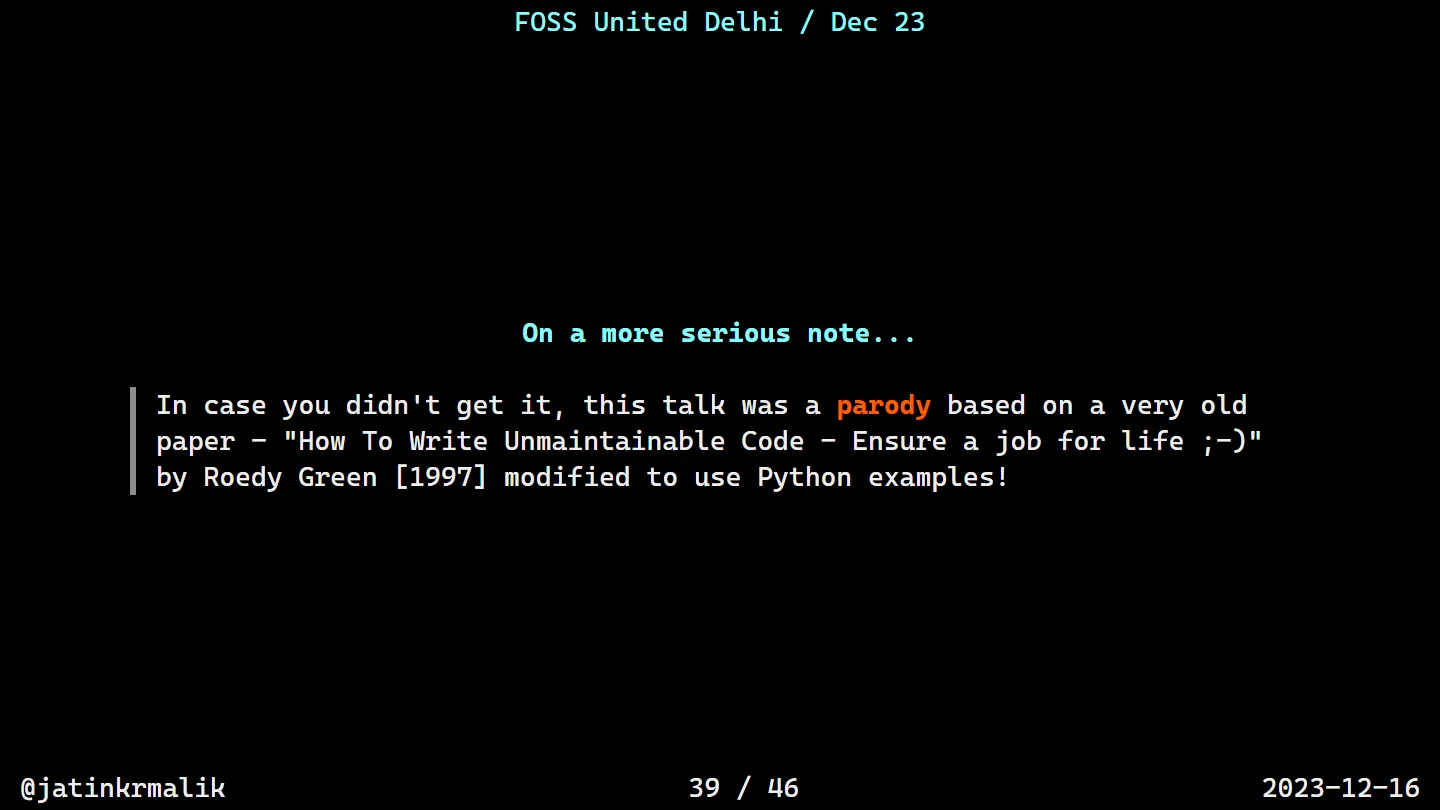 FOSS United Delhi / Dec 23
On a more serious note...
In case you didn't get it, this talk was a parody based on a very old
paper - "How To Write Unmaintainable Code - Ensure a job for life ;-)"
by Roedy Green [1997] modified to use Python examples!
@jatinkrmalik
39 / 46
2023-12-16